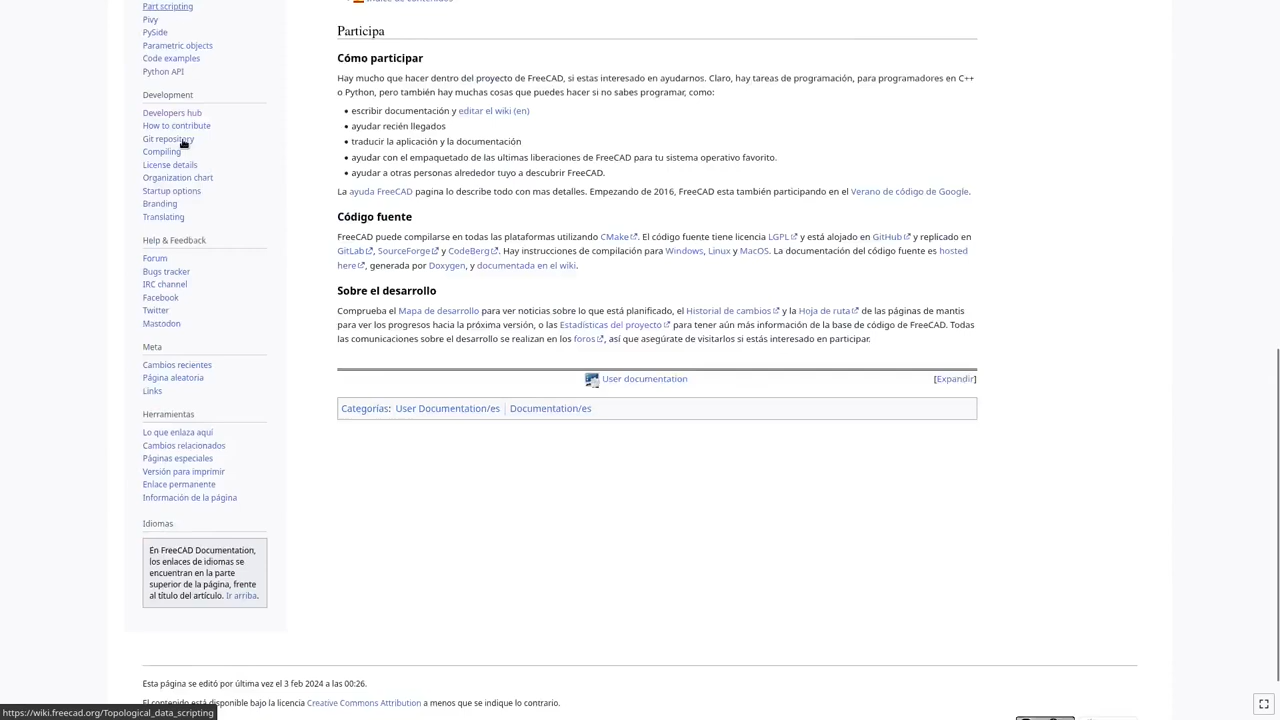 Part scripting
Pivy
PySide
Parametric objects
Code examples
Python API
Development
Developers hub
How to contribute
Git repository
Compiling
License details
Organization chart
Startup options
Branding
Translating
Help & Feedback
Forum
Bugs tracker
IRC channel
Facebook
Twitter
Mastodon
Meta
Cambios recientes
Página aleatoria
Links
Herramientas
Lo que enlaza aquí
Cambios relacionados
Páginas especiales
Versión para imprimir
Enlace permanente
Información de la página
Idiomas
En FreeCAD Documentation,
los enlaces de idiomas se
encuentran en la parte
superior de la página, frente
al título del artículo. Ir arriba.
Participa
Cómo participar
Hay mucho que hacer dentro del proyecto de FreeCAD, si estas interesado en ayudarnos. Claro, hay tareas de programación, para programadores en C++
o Python, pero también hay muchas cosas que puedes hacer si no sabes programar, como:
• escribir documentación y editar el wiki (en)
• ayudar recién llegados
• traducir la aplicación y la documentación
• ayudar con el empaquetado de las ultimas liberaciones de FreeCAD para tu sistema operativo favorito.
• ayudar a otras personas alrededor tuyo a descubrir FreeCAD.
La ayuda FreeCAD pagina lo describe todo con mas detalles. Empezando de 2016, FreeCAD esta también participando en el Verano de código de Google.
Código fuente
FreeCAD puede compilarse en todas las plataformas utilizando CMake. El código fuente tiene licencia LGPL y está alojado en GitHub y replicado en
GitLab, SourceForge y CodeBerg. Hay instrucciones de compilación para Windows, Linux y MacOS. La documentación del código fuente es hosted
here, generada por Doxygen, y documentada en el wiki.
Sobre el desarrollo
Comprueba el Mapa de desarrollo para ver noticias sobre lo que está planificado, el Historial de cambios y la Hoja de ruta de las páginas de mantis
para ver los progresos hacia la próxima versión, o las Estadísticas del proyecto para tener aún más información de la base de código de FreeCAD. Todas
las comunicaciones sobre el desarrollo se realizan en los foros, así que asegúrate de visitarlos si estás interesado en participar.
User documentation [Expandir]
Categorías: User Documentation/es | Documentation/es
Esta página se editó por última vez el 3 feb 2024 a las 00:26.
El contenido está disponible bajo la licencia Creative Commons Attribution a menos que se indique lo contrario.
https://wiki.freecad.org/Topological_data_scripting